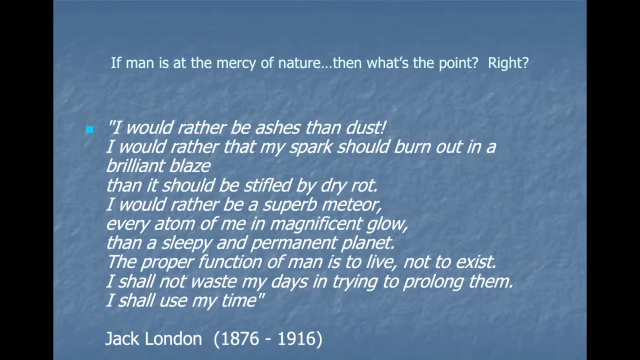 If man is at the mercy of nature…then what's the point?  Right?
"I would rather be ashes than dust!
I would rather that my spark should burn out in a
brilliant blaze
than it should be stifled by dry rot.
I would rather be a superb meteor,
every atom of me in magnificent glow,
than a sleepy and permanent planet.
The proper function of man is to live, not to exist.
I shall not waste my days in trying to prolong them.
I shall use my time"
Jack London  (1876 - 1916)